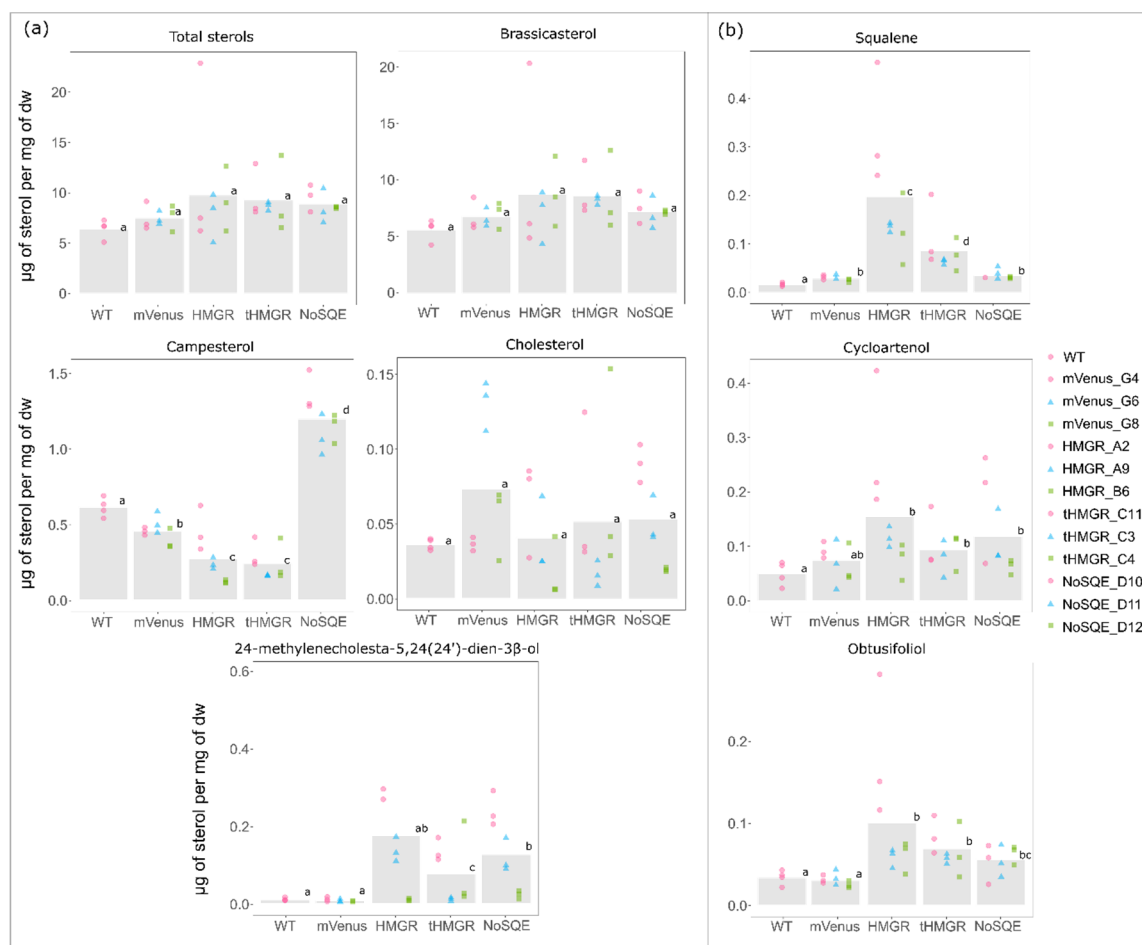 (a)
(b)
Total sterols
Brassicasterol
Squalene
µg of sterol per mg of dw
20
15
10
5
0
a
a
a
a
a
WT mVenus HMGR tHMGR NoSQE
20
15
10
5
0
a
a
a
a
a
WT mVenus HMGR tHMGR NoSQE
0.4
0.3
0.2
0.1
0.0
a
b
c
d
b
WT mVenus HMGR tHMGR NoSQE
Campesterol
Cholesterol
Cycloartenol
µg of sterol per mg of dw
1.5
1.0
0.5
0.0
a
b
c
c
d
WT mVenus HMGR tHMGR NoSQE
0.15
0.10
0.05
0.00
a
a
a
a
a
WT mVenus HMGR tHMGR NoSQE
0.4
0.3
0.2
0.1
0.0
a
ab
b
b
b
WT mVenus HMGR tHMGR NoSQE
WT
mVenus_G4
mVenus_G6
mVenus_G8
HMGR_A2
HMGR_A9
HMGR_B6
tHMGR_C11
tHMGR_C3
tHMGR_C4
NoSQE_D10
NoSQE_D11
NoSQE_D12
24-methylenecholesta-5,24(24′)-dien-3β-ol
Obtusifoliol
µg of sterol per mg of dw
0.6
0.4
0.2
0.0
a
a
ab
c
b
WT mVenus HMGR tHMGR NoSQE
0.2
0.1
0.0
a
a
b
b
bc
WT mVenus HMGR tHMGR NoSQE